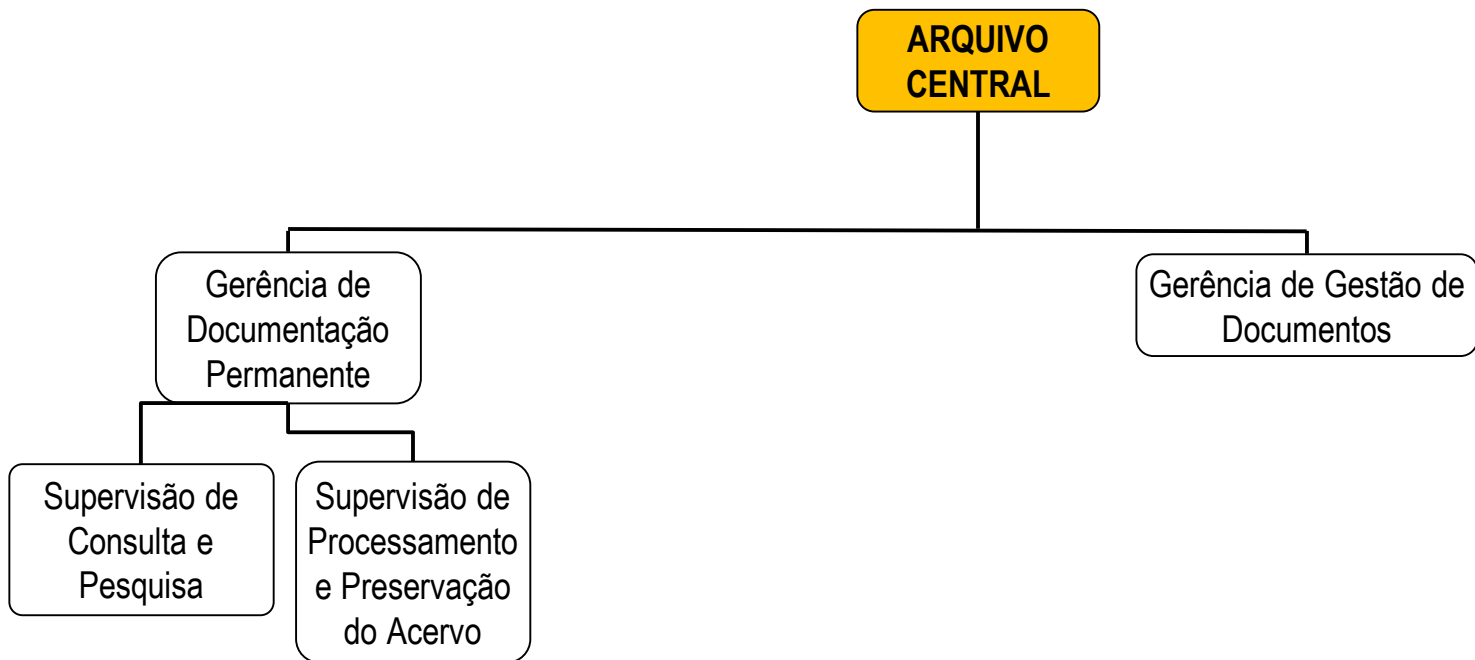 ARQUIVO
CENTRAL
Gerência de
Documentação
Permanente
Gerência de Gestão de
Documentos
Supervisão de
Consulta e
Pesquisa
Supervisão de
Processamento
e Preservação
do Acervo